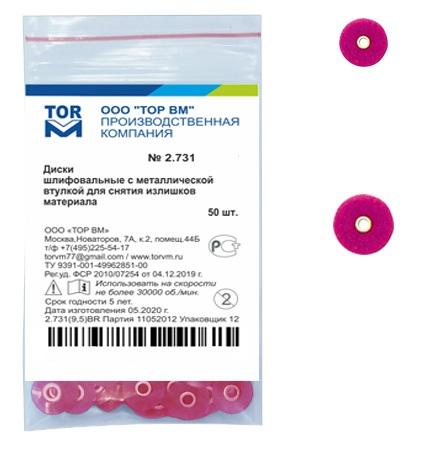 TOR
VM
ООО "ТОР ВМ"
ПРОИЗВОДСТВЕННАЯ
КОМПАНИЯ
№ 2.731
Диски
шлифовальные с металлической
втулкой для снятия излишков
материала
50 шт.
ООО «ТОР ВМ»
Москва,Новаторов, 7А, к.2, помещ.44Б
т/ф +7(495)225-54-17
torvm77@gmail.com / www.torvm.ru
ТУ 9391-001-49962851-00
Рег.уд. ФСР 2010/07254 от 04.12.2019 г.
Использовать на скорости
не более 30000 об./мин.
Срок годности 5 лет.
Дата изготовления 05.2020 г.
2
2.731(9,5)BR Партия 11052012 Упаковщик 12